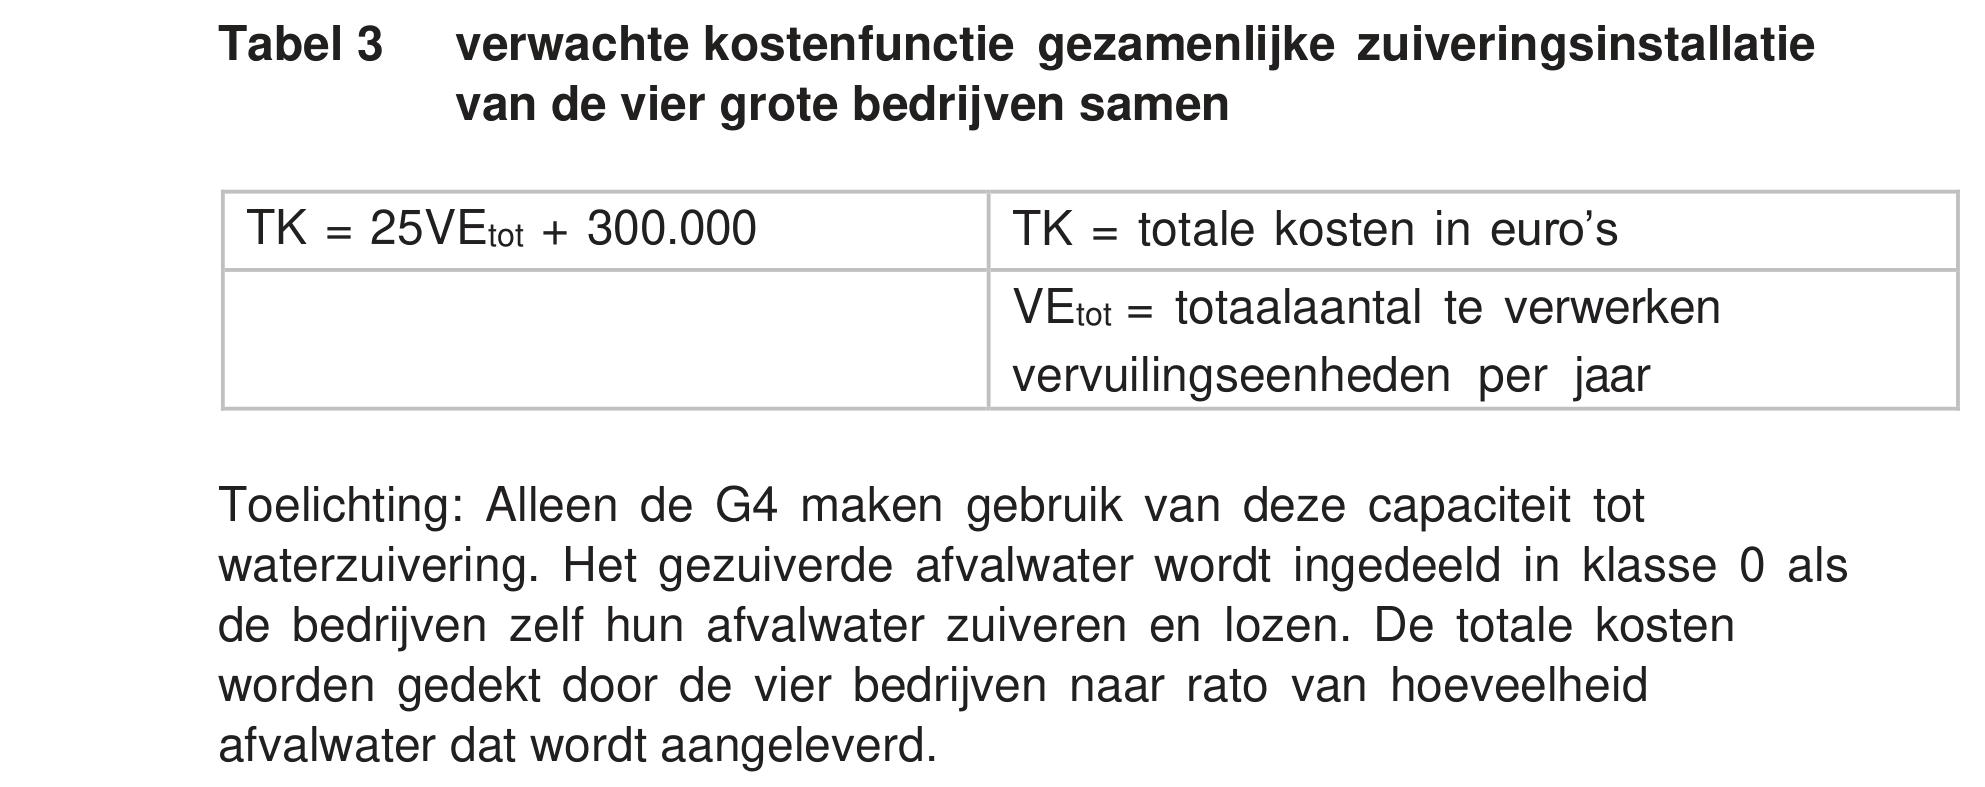 Tabel 3 verwachte kostenfunctie gezamenlijke zuiveringsinstallatie
van de vier grote bedrijven samen
TK = 25VEtot + 300.000 TK = totale kosten in euro’s
VEtot = totaalaantal te verwerken
vervuilingseenheden per jaar
Toelichting: Alleen de G4 maken gebruik van deze capaciteit tot
waterzuivering. Het gezuiverde afvalwater wordt ingedeeld in klasse 0 als
de bedrijven zelf hun afvalwater zuiveren en lozen. De totale kosten
worden gedekt door de vier bedrijven naar rato van hoeveelheid
afvalwater dat wordt aangeleverd.